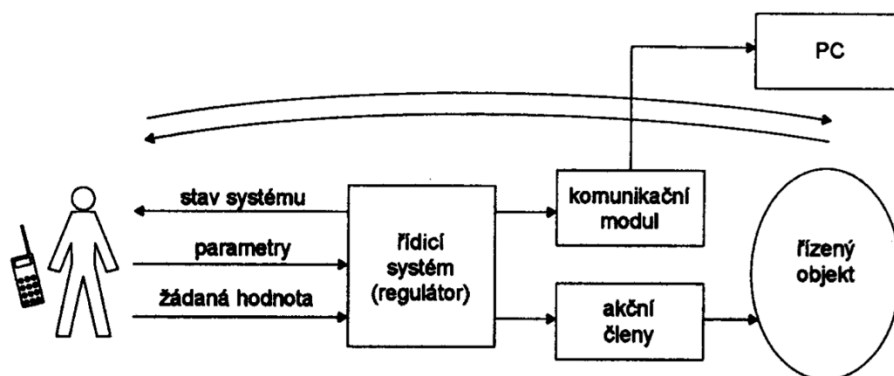 PC
stav systému
parametry
žádaná hodnota
řídicí
systém
(regulátor)
komunikační
modul
akční
členy
řízený
objekt